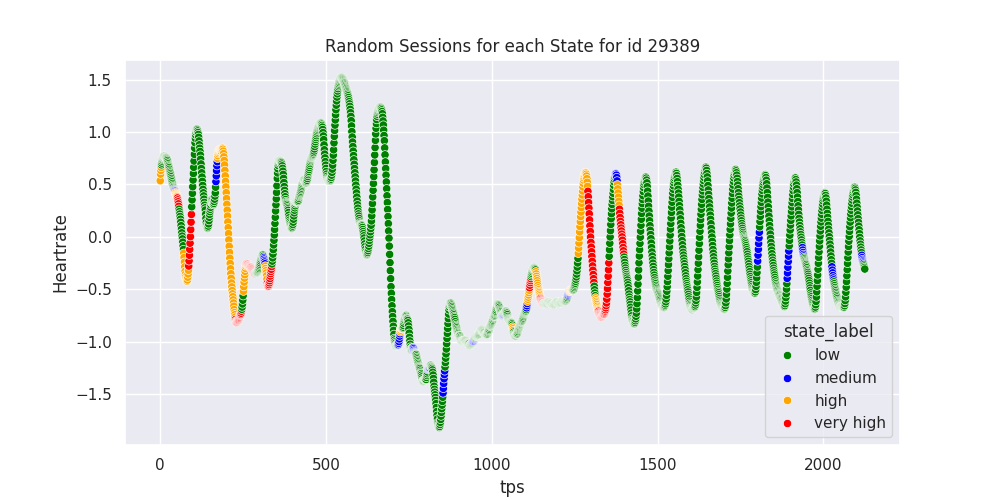 Random Sessions for each State for id 29389
Heartrate
1.5
1.0
0.5
0.0
−0.5
−1.0
−1.5
0
500
1000
1500
2000
tps
state_label
low
medium
high
very high